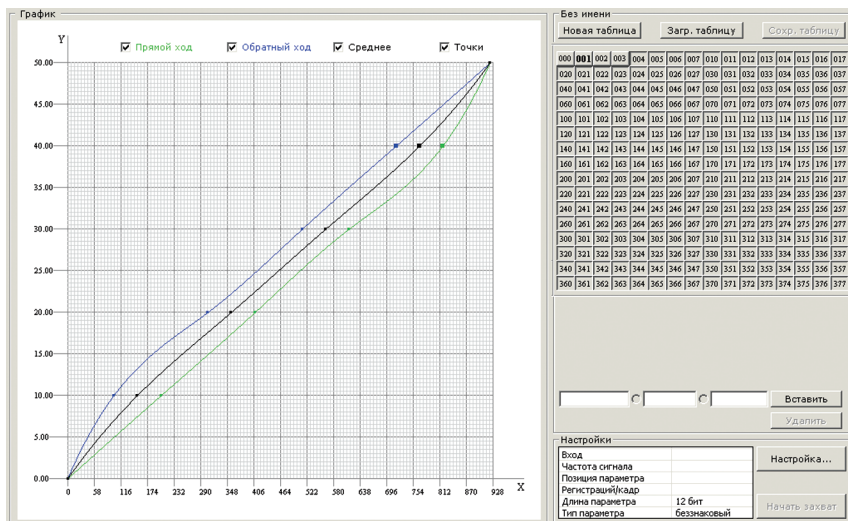 График
Y
Прямой ход Обратный ход Среднее Точки
50.00
45.00
40.00
35.00
30.00
25.00
20.00
15.00
10.00
5.00
0.00
0 58 116 174 232 290 348 406 464 522 580 638 696 754 812 870 928 X
Без имени
Новая таблица Загр. таблицу Сохр. таблицу
000 001 002 003 004 005 006 007 010 011 012 013 014 015 016 017
020 021 022 023 024 025 026 027 030 031 032 033 034 035 036 037
040 041 042 043 044 045 046 047 050 051 052 053 054 055 056 057
060 061 062 063 064 065 066 067 070 071 072 073 074 075 076 077
100 101 102 103 104 105 106 107 110 111 112 113 114 115 116 117
120 121 122 123 124 125 126 127 130 131 132 133 134 135 136 137
140 141 142 143 144 145 146 147 150 151 152 153 154 155 156 157
160 161 162 163 164 165 166 167 170 171 172 173 174 175 176 177
200 201 202 203 204 205 206 207 210 211 212 213 214 215 216 217
220 221 222 223 224 225 226 227 230 231 232 233 234 235 236 237
240 241 242 243 244 245 246 247 250 251 252 253 254 255 256 257
260 261 262 263 264 265 266 267 270 271 272 273 274 275 276 277
300 301 302 303 304 305 306 307 310 311 312 313 314 315 316 317
320 321 322 323 324 325 326 327 330 331 332 333 334 335 336 337
340 341 342 343 344 345 346 347 350 351 352 353 354 355 356 357
360 361 362 363 364 365 366 367 370 371 372 373 374 375 376 377
Вставить
Удалить
Настройки
Вход
Частота сигнала
Позиция параметра
Регистраций/кадр
Длина параметра 12 бит
Тип параметра беззнаковый
Настройка...
Начать захват